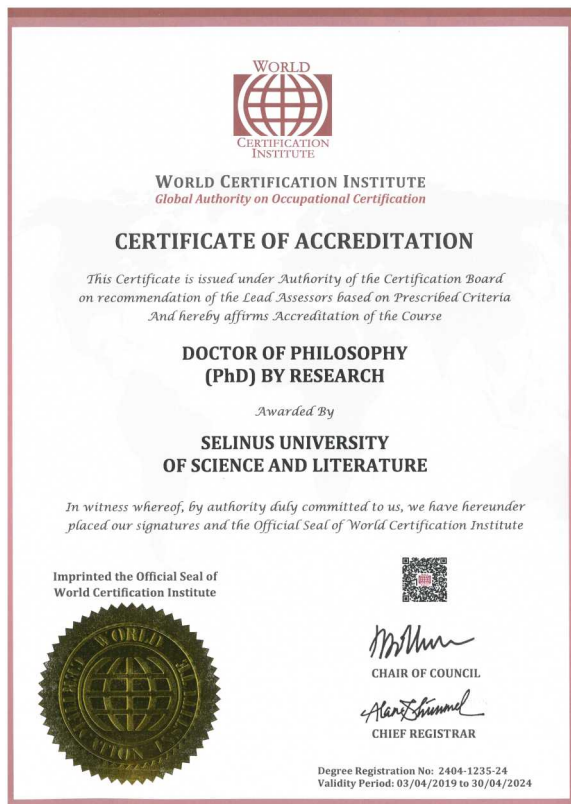 WORLD
CERTIFICATION
INSTITUTE
WORLD CERTIFICATION INSTITUTE
Global Authority on Occupational Certification
CERTIFICATE OF ACCREDITATION
This Certificate is issued under Authority of the Certification Board
on recommendation of the Lead Assessors based on Prescribed Criteria
And hereby affirms Accreditation of the Course
DOCTOR OF PHILOSOPHY
(PhD) BY RESEARCH
Awarded By
SELINUS UNIVERSITY
OF SCIENCE AND LITERATURE
In witness whereof, by authority duly committed to us, we have hereunder
placed our signatures and the Official Seal of World Certification Institute
Imprinted the Official Seal of
World Certification Institute
WORLD
CHAIR OF COUNCIL
CHIEF REGISTRAR
Degree Registration No: 2404-1235-24
Validity Period: 03/04/2019 to 30/04/2024